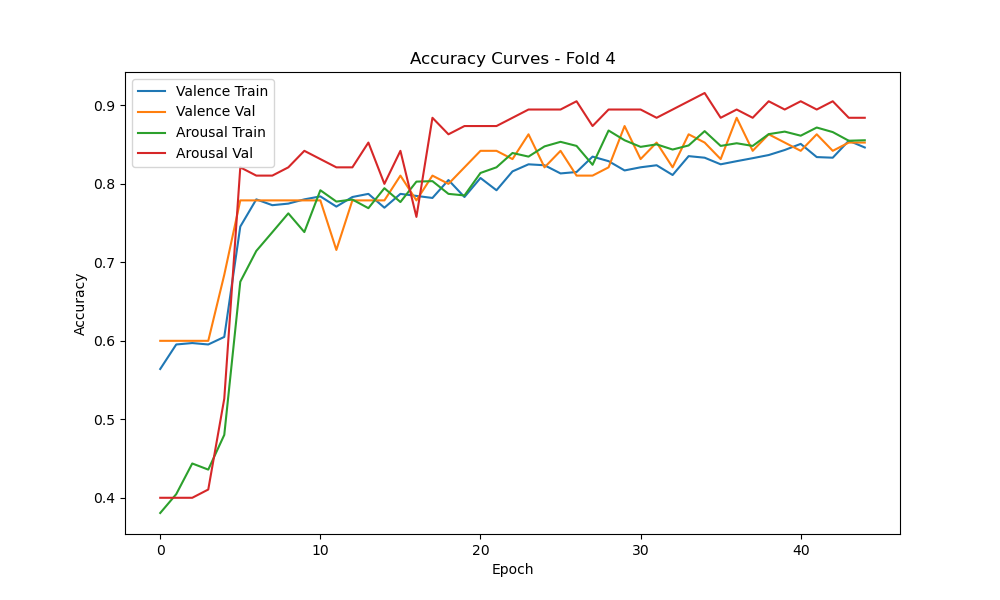 Accuracy Curves - Fold 4
Valence Train
Valence Val
Arousal Train
Arousal Val
Accuracy
0.9
0.8
0.7
0.6
0.5
0.4
0 10 20 30 40
Epoch